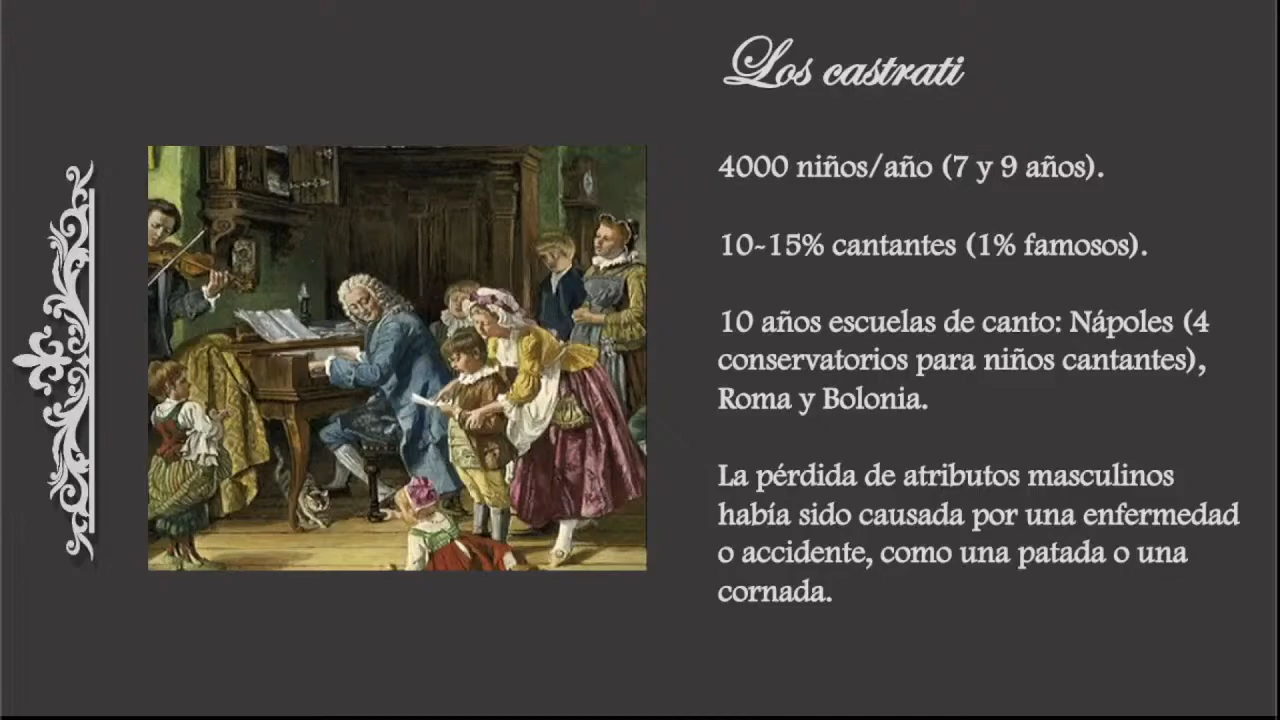 Los castrati
4000 niños/año (7 y 9 años).
10-15% cantantes (1% famosos).
10 años escuelas de canto: Nápoles (4
conservatorios para niños cantantes),
Roma y Bolonia.
La pérdida de atributos masculinos
había sido causada por una enfermedad
o accidente, como una patada o una
cornada.